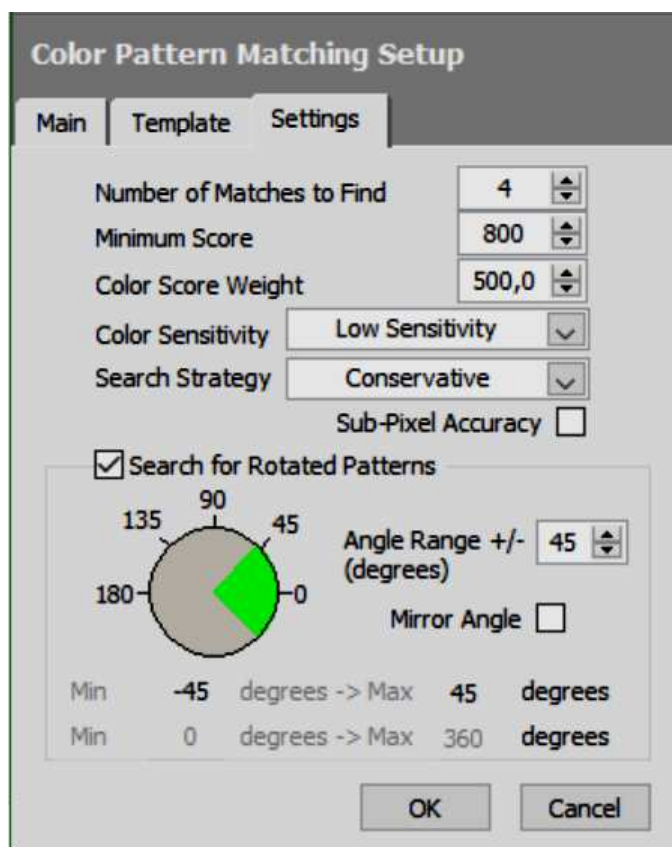 Color Pattern Matching Setup
Main Template Settings
Number of Matches to Find 4
Minimum Score 800
Color Score Weight 500,0
Color Sensitivity Low Sensitivity
Search Strategy Conservative
Sub-Pixel Accuracy
Search for Rotated Patterns
90
135 45
180 0
Angle Range +/- 45
(degrees)
Mirror Angle
Min -45 degrees -> Max 45 degrees
Min 0 degrees -> Max 360 degrees
OK Cancel